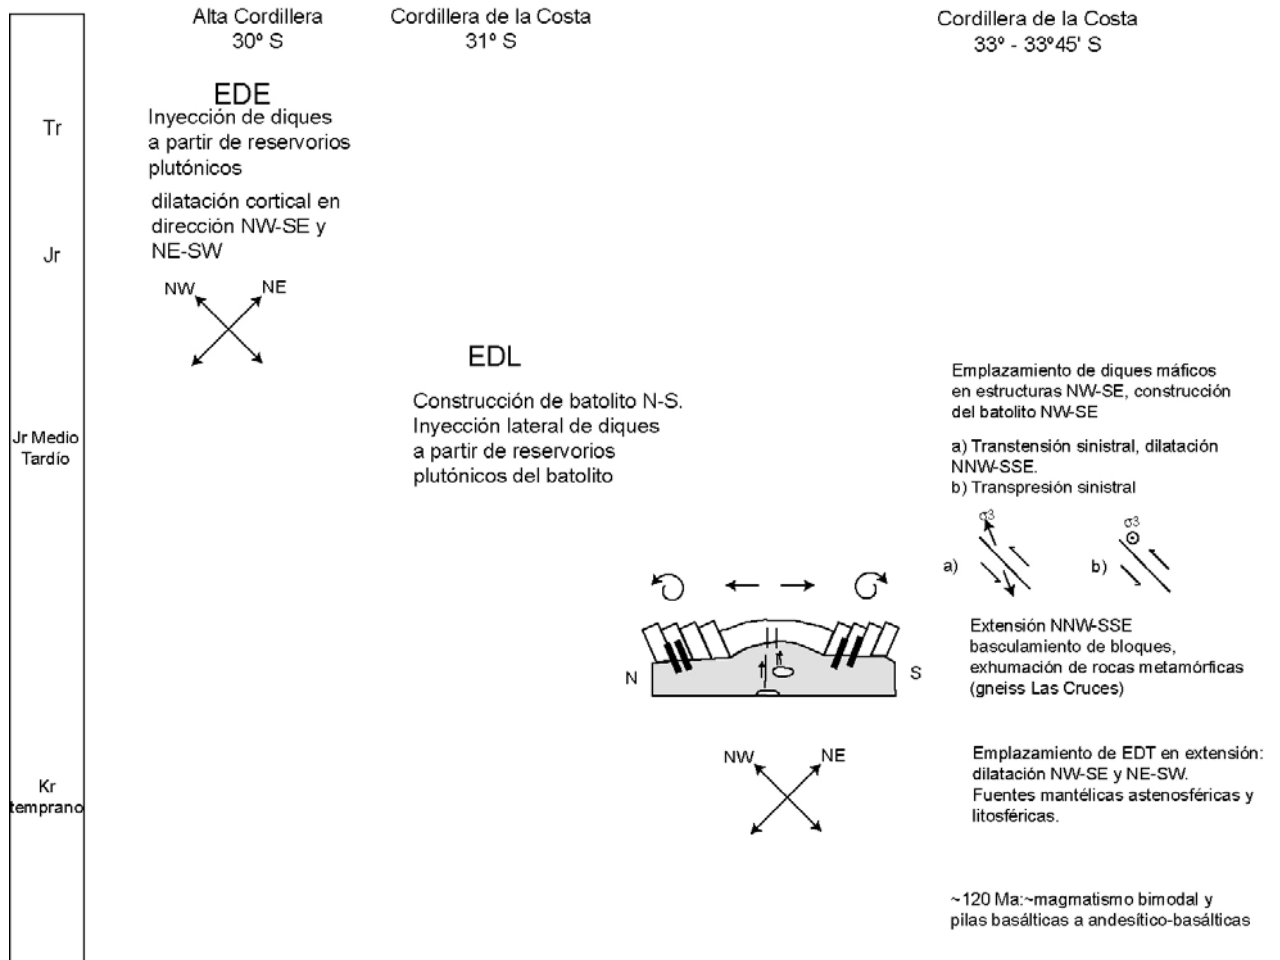 Alta Cordillera
30º S
Cordillera de la Costa
31º S
Cordillera de la Costa
33º - 33º45' S
Tr
EDE
Inyección de diques
a partir de reservorios
plutónicos
dilatación cortical en
dirección NW-SE y
NE-SW
Jr
NW
NE
EDL
Construcción de batolito N-S.
Inyección lateral de diques
a partir de reservorios
plutónicos del batolito
Jr Medio
Tardío
Emplazamiento de diques máficos
en estructuras NW-SE, construcción
del batolito NW-SE
a) Transtensión sinistral, dilatación
NNW-SSE.
b) Transpresión sinistral
σ3
σ3
a)
b)
N
S
Extensión NNW-SSE
basculamiento de bloques,
exhumación de rocas metamórficas
(gneiss Las Cruces)
Kr
temprano
NW
NE
Emplazamiento de EDT en extensión:
dilatación NW-SE y NE-SW.
Fuentes mantélicas astenosféricas y
litosféricas.
~120 Ma:~magmatismo bimodal y
pilas basálticas a andesítico-basálticas